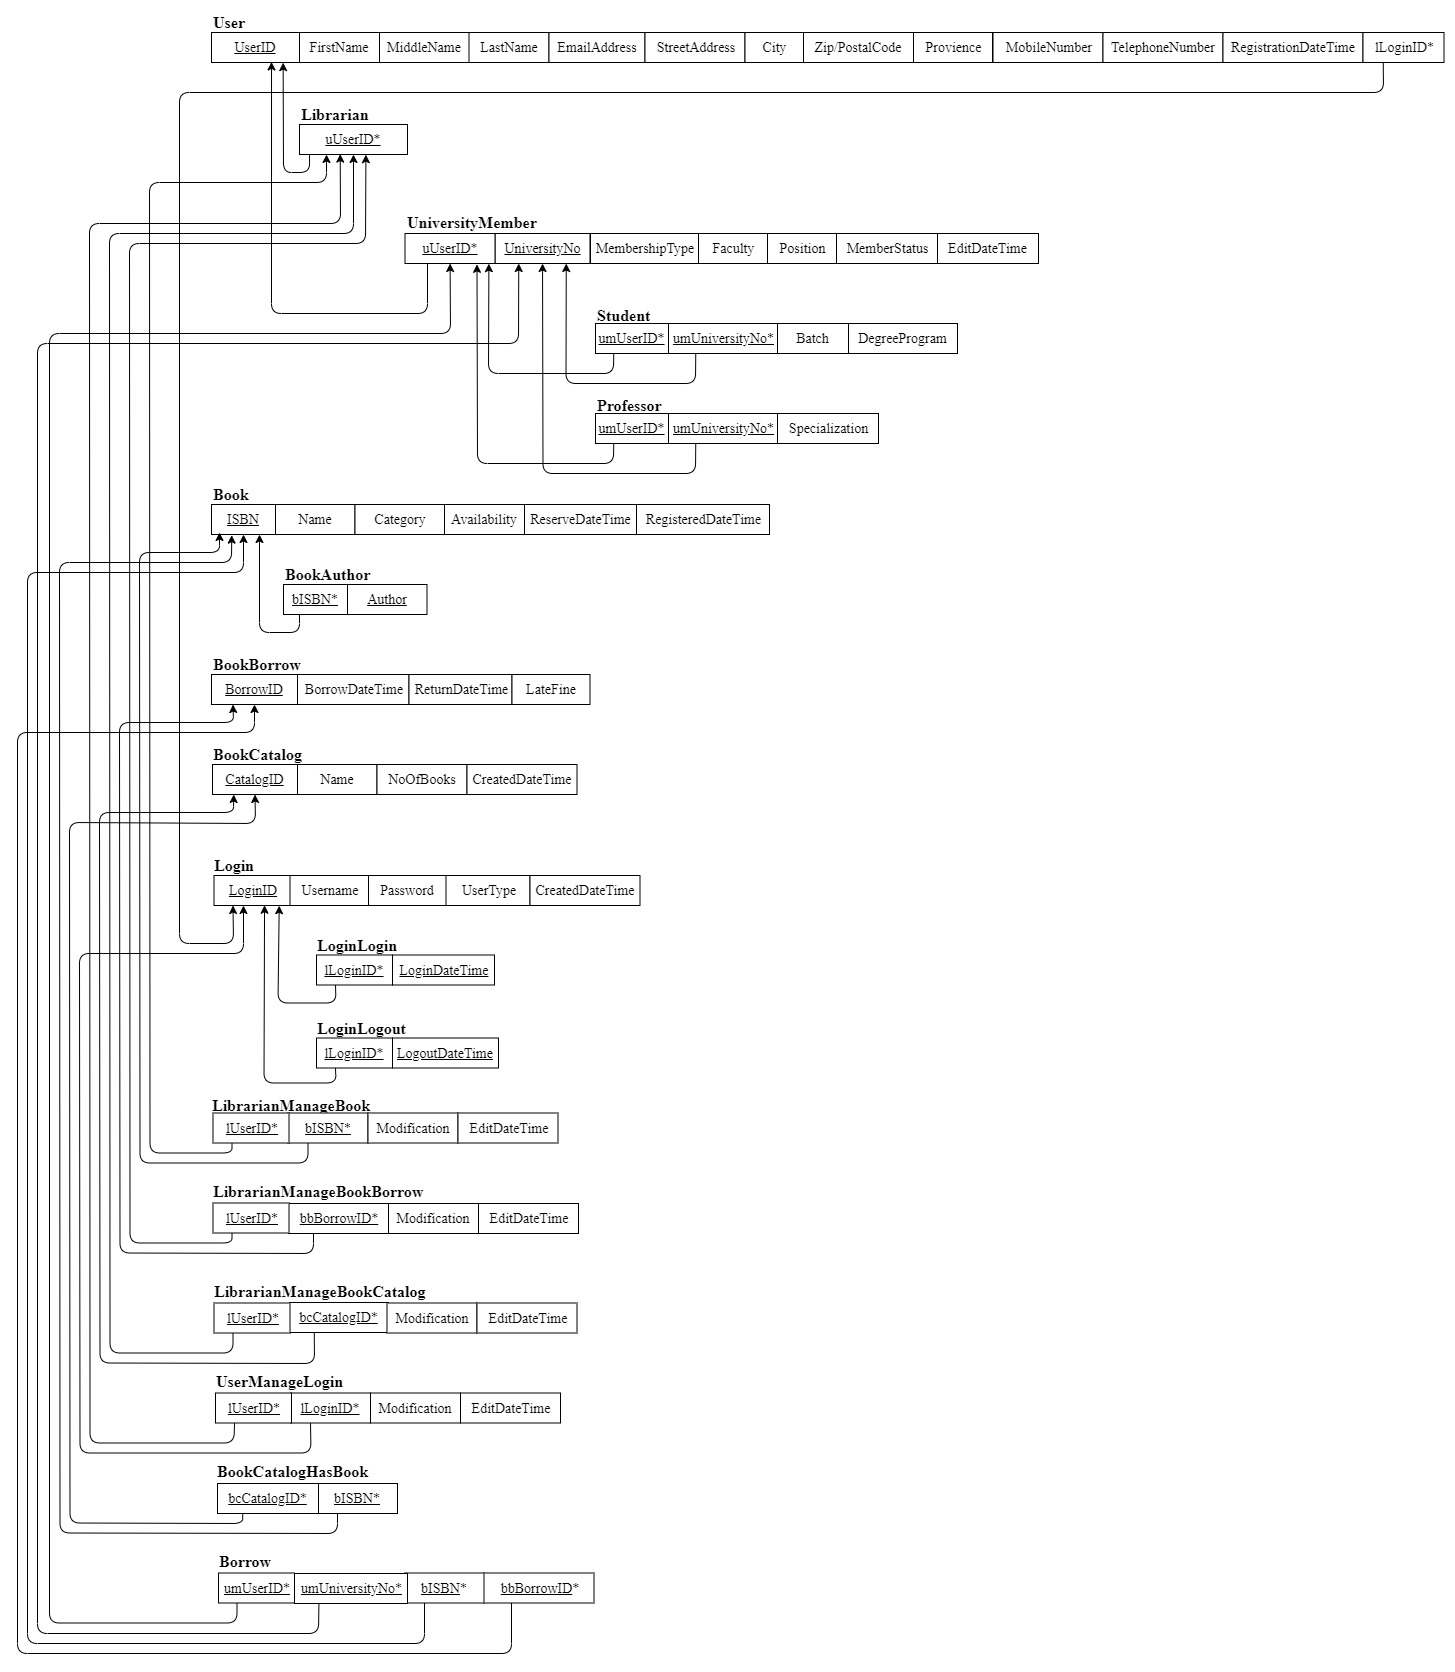 User
UserID FirstName MiddleName LastName EmailAddress StreetAddress City Zip/PostalCode Provience MobileNumber TelephoneNumber RegistrationDateTime lLoginID*
Librarian
uUserID*
UniversityMember
uUserID* UniversityNo MembershipType Faculty Position MemberStatus EditDateTime
Student
umUserID* umUniversityNo* Batch DegreeProgram
Professor
umUserID* umUniversityNo* Specialization
Book
ISBN Name Category Availability ReserveDateTime RegisteredDateTime
BookAuthor
bISBN* Author
BookBorrow
BorrowID BorrowDateTime ReturnDateTime LateFine
BookCatalog
CatalogID Name NoOfBooks CreatedDateTime
Login
LoginID Username Password UserType CreatedDateTime
LoginLogin
lLoginID* LoginDateTime
LoginLogout
lLoginID* LogoutDateTime
LibrarianManageBook
lUserID* bISBN* Modification EditDateTime
LibrarianManageBookBorrow
lUserID* bbBorrowID* Modification EditDateTime
LibrarianManageBookCatalog
lUserID* bcCatalogID* Modification EditDateTime
UserManageLogin
lUserID* lLoginID* Modification EditDateTime
BookCatalogHasBook
bcCatalogID* bISBN*
Borrow
umUserID* umUniversityNo* bISBN* bbBorrowID*